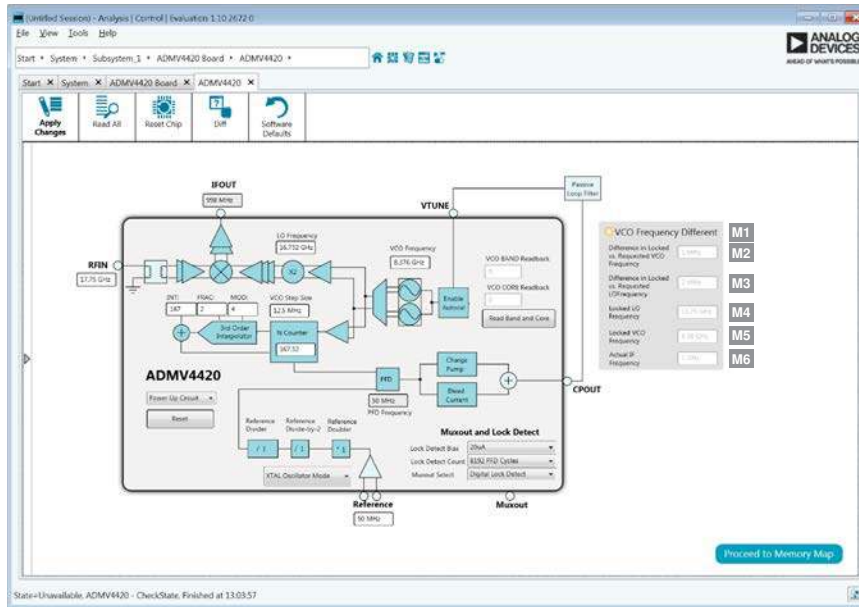 (Untitled Session) - Analysis | Control | Evaluation 1.10.2672.0
File View Tools Help
Start • System • Subsystem_1 • ADMV4420 Board • ADMV4420 •
ANALOG
DEVICES
AHEAD OF WHAT'S POSSIBLE
Start × System × ADMV4420 Board × ADMV4420 ×
Apply Changes
Read All
Reset Chip
Diff
Software Defaults
IFOUT
998 MHz
VTUNE
Passive
Loop Filter
LO Frequency
16.752 GHz
VCO Frequency
8.376 GHz
RFIN
17.75 GHz
X2
VCO BAND Readback
VCO CORE Readback
Enable
Autocal
Read Band and Core
INT: FRAC: MOD:
167 2 4
VCO Step Size
12.5 MHz
3rd Order
Interpolator
N Counter
167.52
ADMV4420
Power Up Circuit
Reset
PFD
50 MHz
PFD Frequency
Charge
Pump
Bleed
Current
CPOUT
Reference
Divider
Reference
Divide-by-2
Reference
Doubler
/ 1 / 1 * 1
XTAL Oscillator Mode
Reference
50 MHz
Muxout and Lock Detect
Lock Detect Bias 20uA
Lock Detect Count 8192 PFD Cycles
Muxout Select Digital Lock Detect
Muxout
VCO Frequency Different M1
Difference in Locked
vs. Requested VCO
Frequency
M2
Difference in Locked
vs. Requested
LOFrequency
M3
Locked LO
Frequency
M4
Locked VCO
Frequency
M5
Actual IF
Frequency
M6
Proceed to Memory Map
State=Unavailable, ADMV4420 - CheckState, Finished at 13:03:57